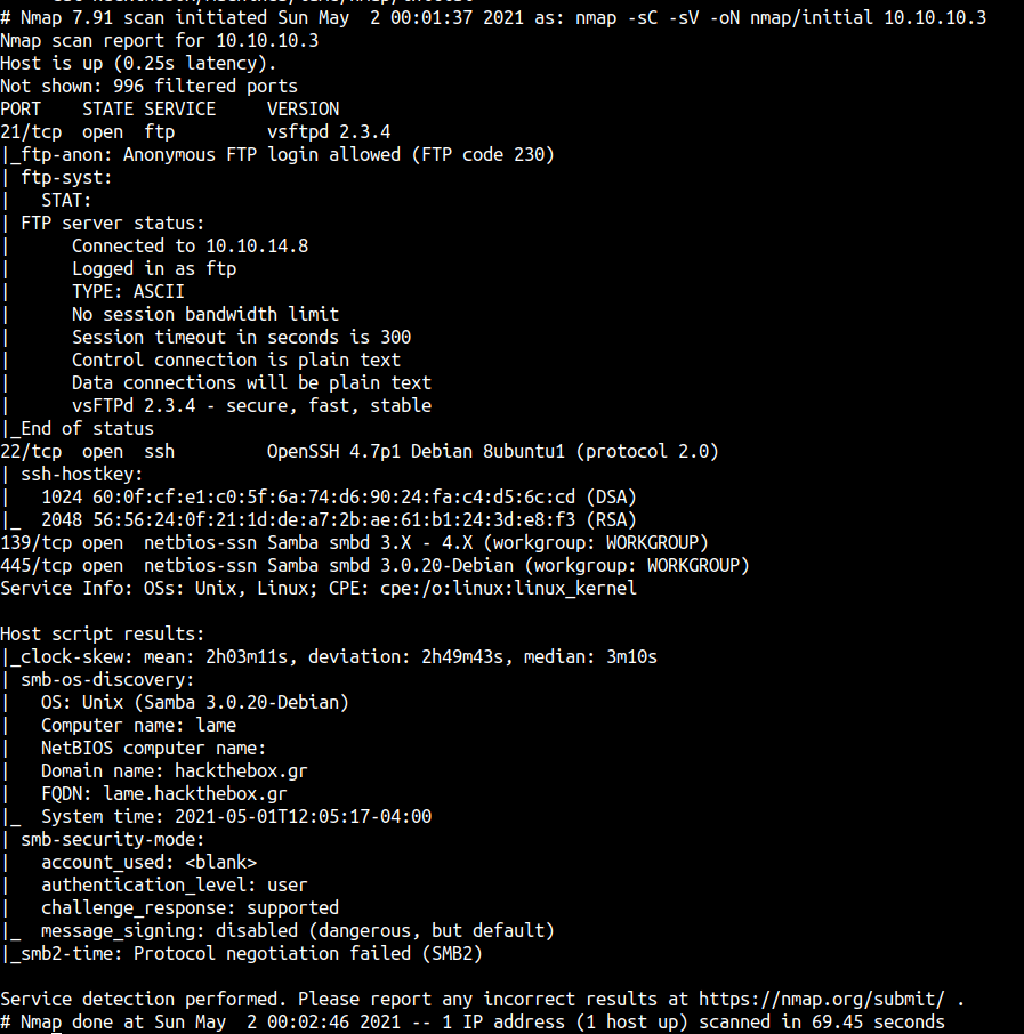 # Nmap 7.91 scan initiated Sun May  2 00:01:37 2021 as: nmap -sC -sV -oN nmap/initial 10.10.10.3
Nmap scan report for 10.10.10.3
Host is up (0.25s latency).
Not shown: 996 filtered ports
PORT    STATE SERVICE     VERSION
21/tcp  open  ftp         vsftpd 2.3.4
|_ftp-anon: Anonymous FTP login allowed (FTP code 230)
| ftp-syst:
|   STAT:
| FTP server status:
|      Connected to 10.10.14.8
|      Logged in as ftp
|      TYPE: ASCII
|      No session bandwidth limit
|      Session timeout in seconds is 300
|      Control connection is plain text
|      Data connections will be plain text
|      vsFTPd 2.3.4 - secure, fast, stable
|_End of status
22/tcp  open  ssh         OpenSSH 4.7p1 Debian 8ubuntu1 (protocol 2.0)
| ssh-hostkey:
|   1024 60:0f:cf:e1:c0:5f:6a:74:d6:90:24:fa:c4:d5:6c:cd (DSA)
|_  2048 56:56:24:0f:21:1d:de:a7:2b:ae:61:b1:24:3d:e8:f3 (RSA)
139/tcp open  netbios-ssn Samba smbd 3.X - 4.X (workgroup: WORKGROUP)
445/tcp open  netbios-ssn Samba smbd 3.0.20-Debian (workgroup: WORKGROUP)
Service Info: OSs: Unix, Linux; CPE: cpe:/o:linux:linux_kernel

Host script results:
|_clock-skew: mean: 2h03m11s, deviation: 2h49m43s, median: 3m10s
| smb-os-discovery:
|   OS: Unix (Samba 3.0.20-Debian)
|   Computer name: lame
|   NetBIOS computer name:
|   Domain name: hackthebox.gr
|   FQDN: lame.hackthebox.gr
|_  System time: 2021-05-01T12:05:17-04:00
| smb-security-mode:
|   account_used: <blank>
|   authentication_level: user
|   challenge_response: supported
|_  message_signing: disabled (dangerous, but default)
|_smb2-time: Protocol negotiation failed (SMB2)

Service detection performed. Please report any incorrect results at https://nmap.org/submit/ .
# Nmap done at Sun May  2 00:02:46 2021 -- 1 IP address (1 host up) scanned in 69.45 seconds